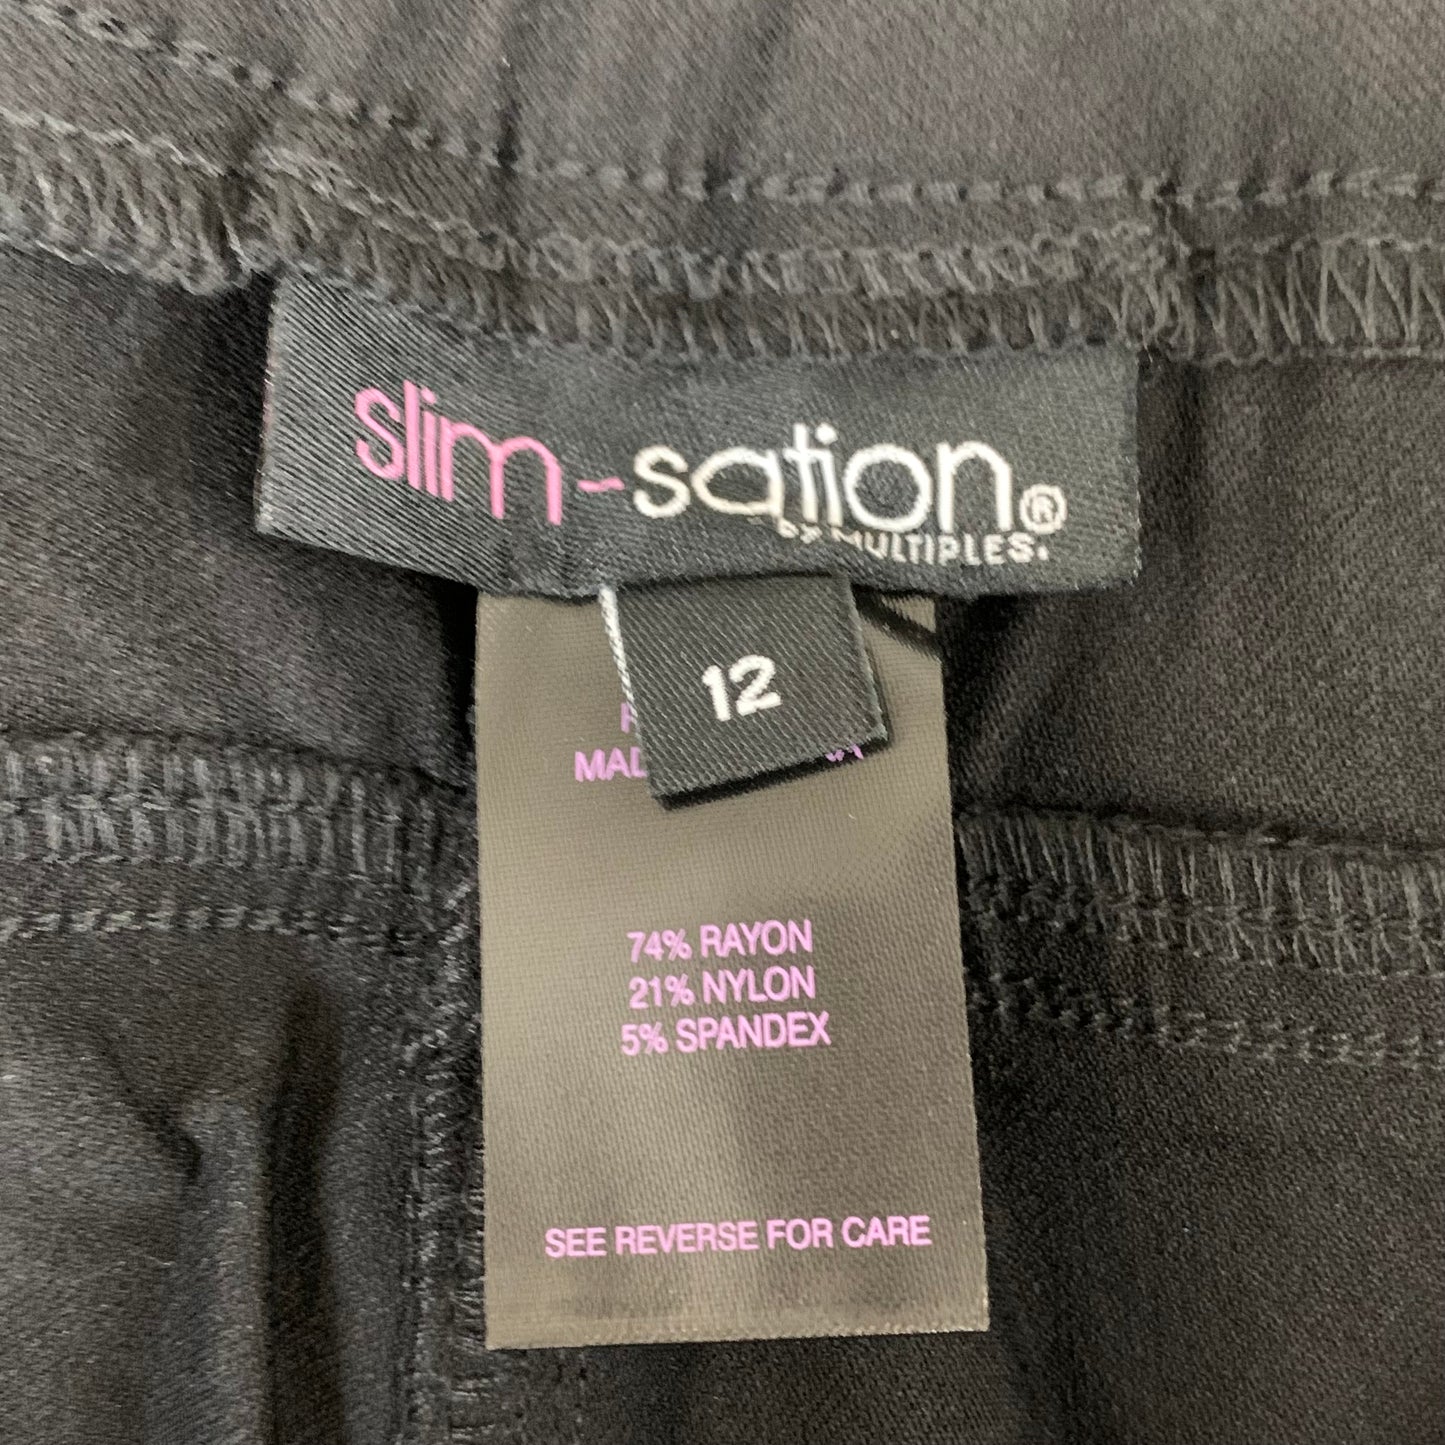 slim-sation®
by MULTIPLES.
12
74% RAYON
21% NYLON
5% SPANDEX
SEE REVERSE FOR CARE